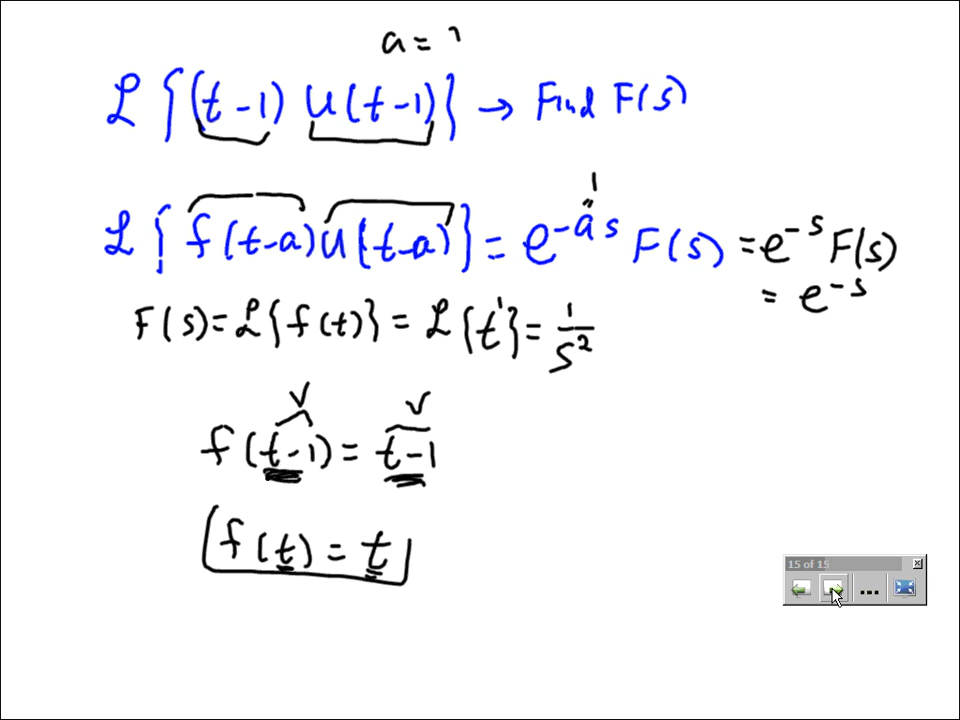 a = 1
ℒ{(t-1) u(t-1)} → Find F(s)
1
ℒ{f(t-a)u(t-a)} = e^{-as} F(s) = e^{-s}F(s)
= e^{-s}
F(s) = ℒ{f(t)} = ℒ{t^1} = 1/s^2
f(t-1) = t-1
f(t) = t
15 of 15